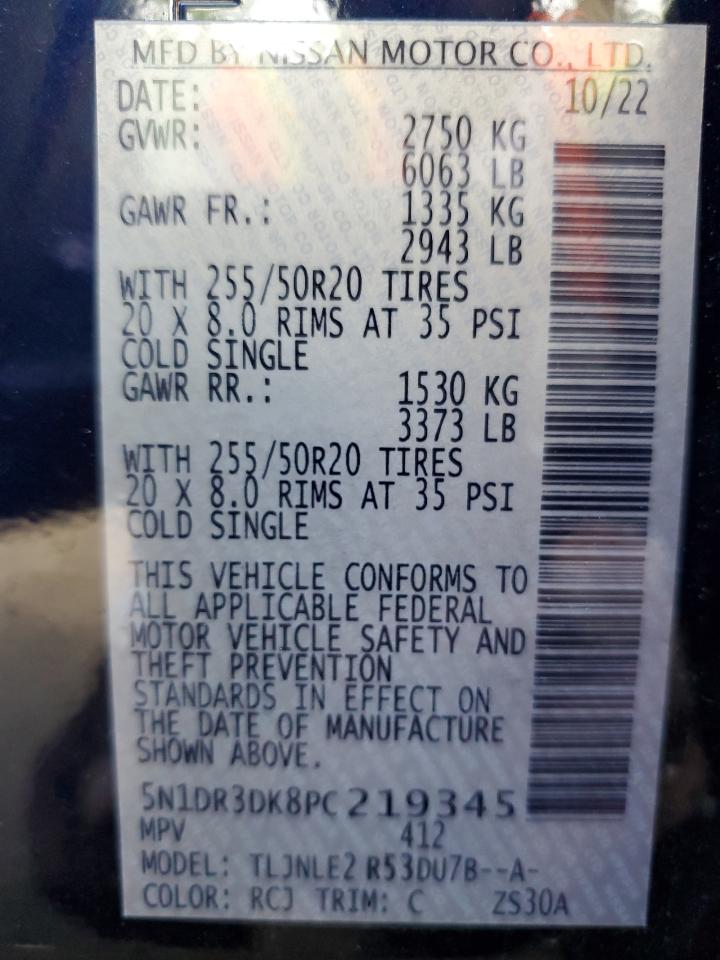 MFD BY NISSAN MOTOR CO., LTD.
DATE: 10/22
GVWR: 2750 KG
6063 LB
GAWR FR.: 1335 KG
2943 LB
WITH 255/50R20 TIRES
20 X 8.0 RIMS AT 35 PSI
COLD SINGLE
GAWR RR.: 1530 KG
3373 LB
WITH 255/50R20 TIRES
20 X 8.0 RIMS AT 35 PSI
COLD SINGLE
THIS VEHICLE CONFORMS TO
ALL APPLICABLE FEDERAL
MOTOR VEHICLE SAFETY AND
THEFT PREVENTION
STANDARDS IN EFFECT ON
THE DATE OF MANUFACTURE
SHOWN ABOVE.
5N1DR3DK8PC219345
MPV 412
MODEL: TLJNLE2 R53DU7B--A-
COLOR: RCJ TRIM: C ZS30A